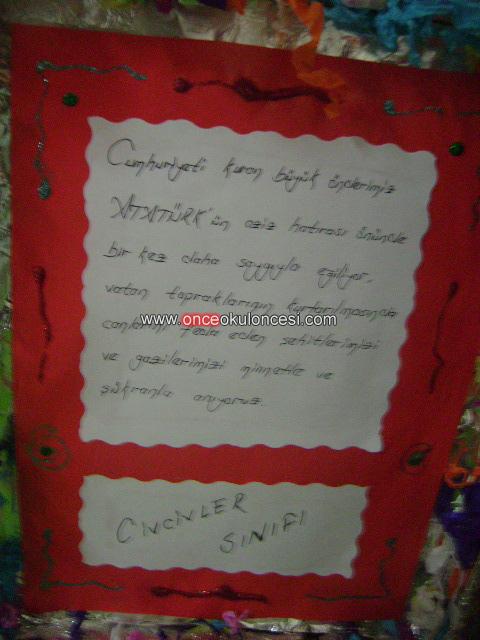 Cumhuriyeti kuran büyük önderimiz
ATATÜRK'ün aziz hatırası önünde
bir kez daha saygıyla eğiliyor,
vatan topraklarının kurtarılmasında
canlarını feda eden şehitlerimizi
www.onceokuloncesi.com
ve gazilerimizi minnetle ve
şükranla anıyoruz.
CİNCİNLER
SINIFI